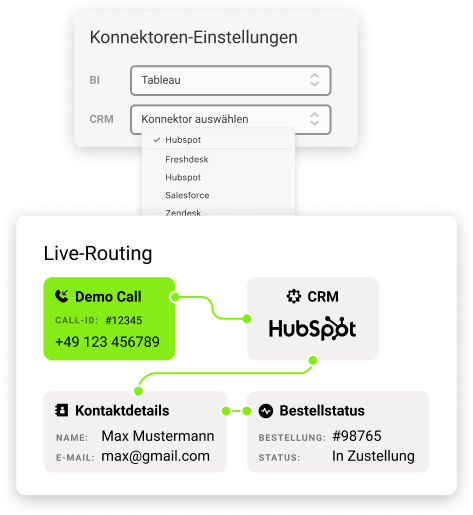 Konnektoren-Einstellungen
BI Tableau
CRM Konnektor auswählen
Hubspot
Freshdesk
Hubspot
Salesforce
Zendesk
Live-Routing
Demo Call
CALL-ID: #12345
+49 123 456789
CRM
HubSpot
Kontaktdetails
NAME: Max Mustermann
E-MAIL: max@gmail.com
Bestellstatus
BESTELLUNG: #98765
STATUS: In Zustellung